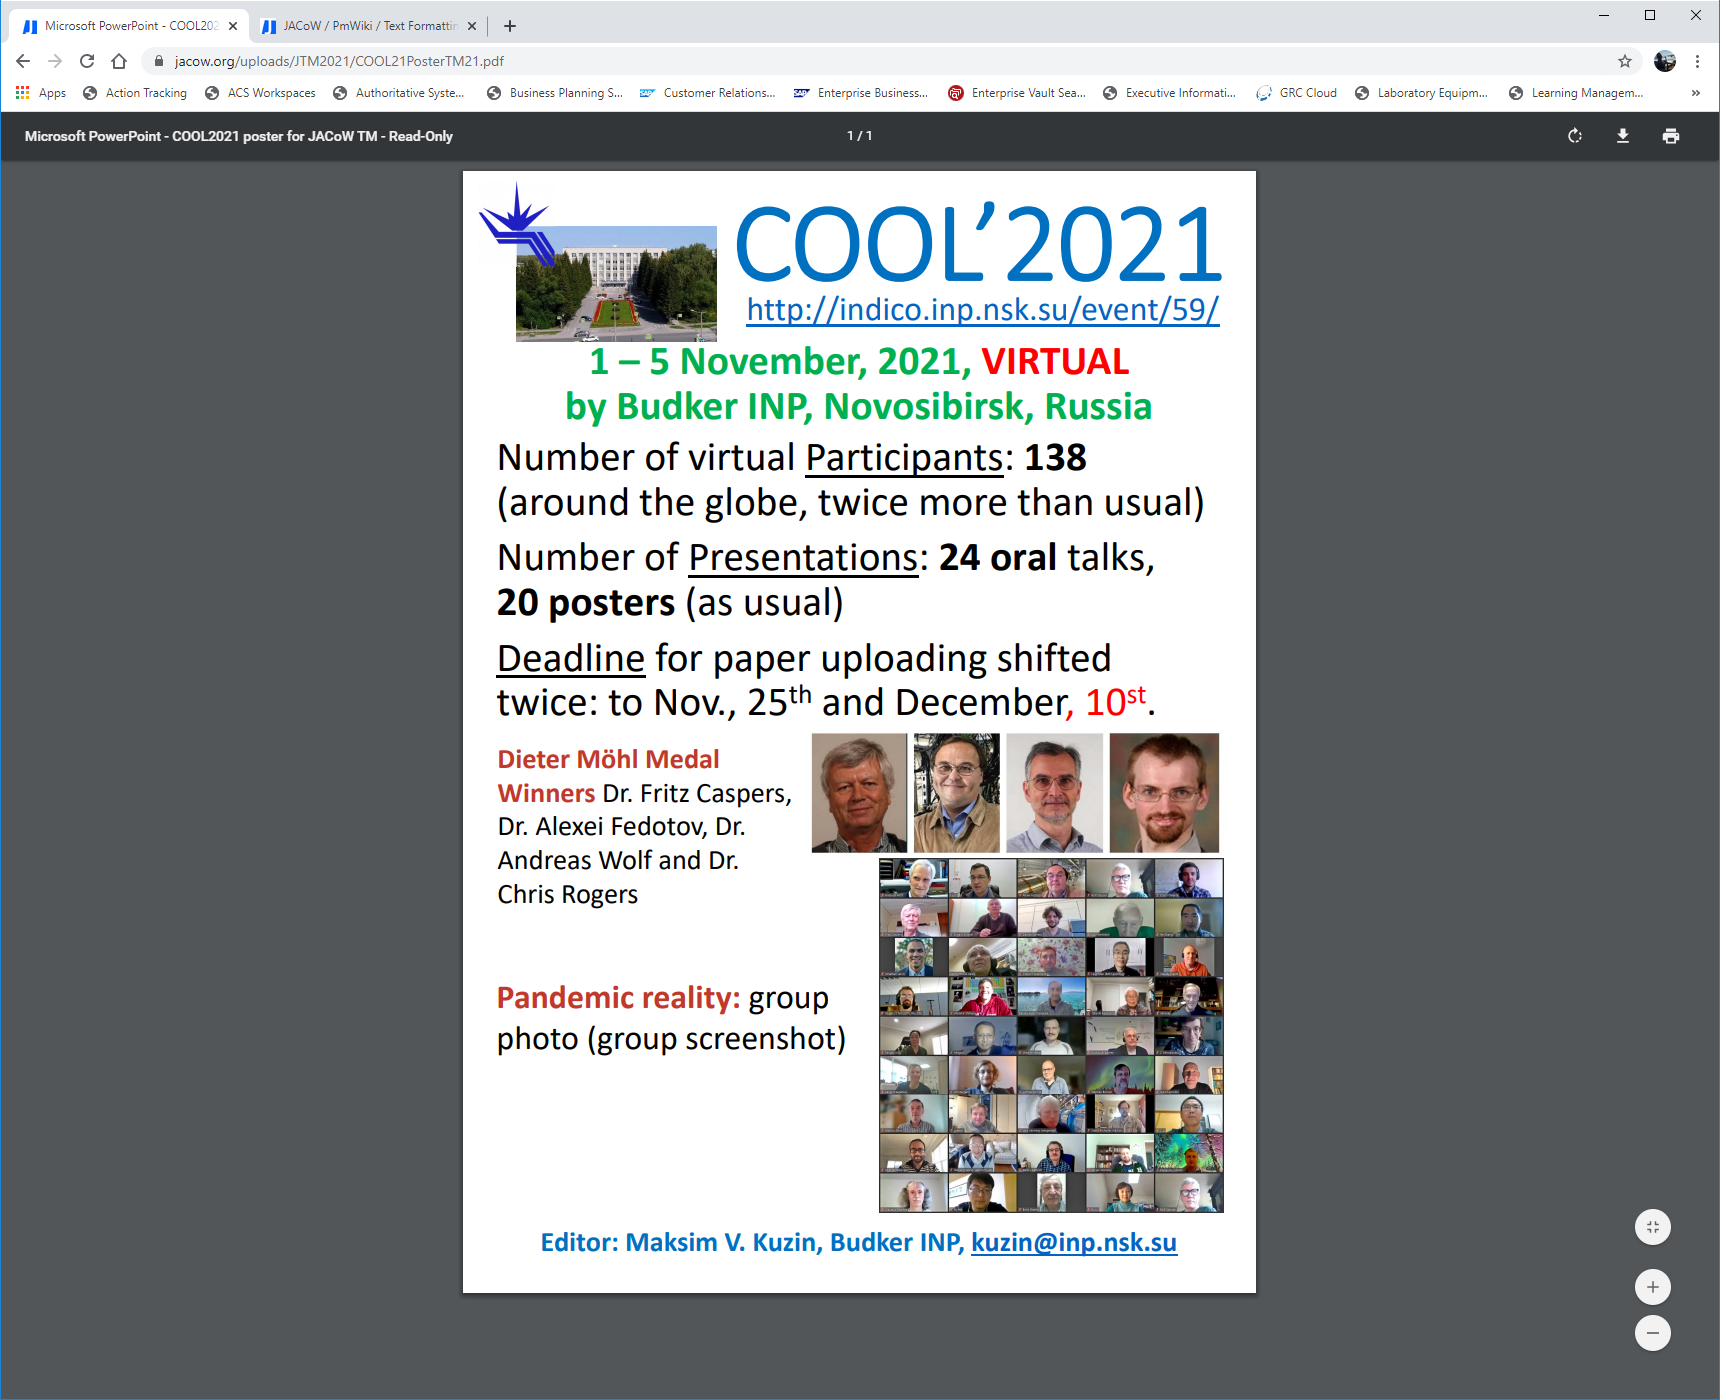 Microsoft PowerPoint - COOL202
JACoW / PmWiki / Text Formattin
jacow.org/uploads/JTM2021/COOL21PosterTM21.pdf
Apps
Action Tracking
ACS Workspaces
Authoritative Syste...
Business Planning S...
Customer Relations...
Enterprise Business...
Enterprise Vault Sea...
Executive Informati...
GRC Cloud
Laboratory Equipm...
Learning Managem...
»
Microsoft PowerPoint - COOL2021 poster for JACoW TM - Read-Only
1 / 1
COOL’2021
http://indico.inp.nsk.su/event/59/
1 – 5 November, 2021, VIRTUAL
by Budker INP, Novosibirsk, Russia
Number of virtual Participants: 138
(around the globe, twice more than usual)
Number of Presentations: 24 oral talks,
20 posters (as usual)
Deadline for paper uploading shifted
twice: to Nov., 25th and December, 10st.
Dieter Möhl Medal
Winners Dr. Fritz Caspers,
Dr. Alexei Fedotov, Dr.
Andreas Wolf and Dr.
Chris Rogers
Pandemic reality: group
photo (group screenshot)
Editor: Maksim V. Kuzin, Budker INP, kuzin@inp.nsk.su